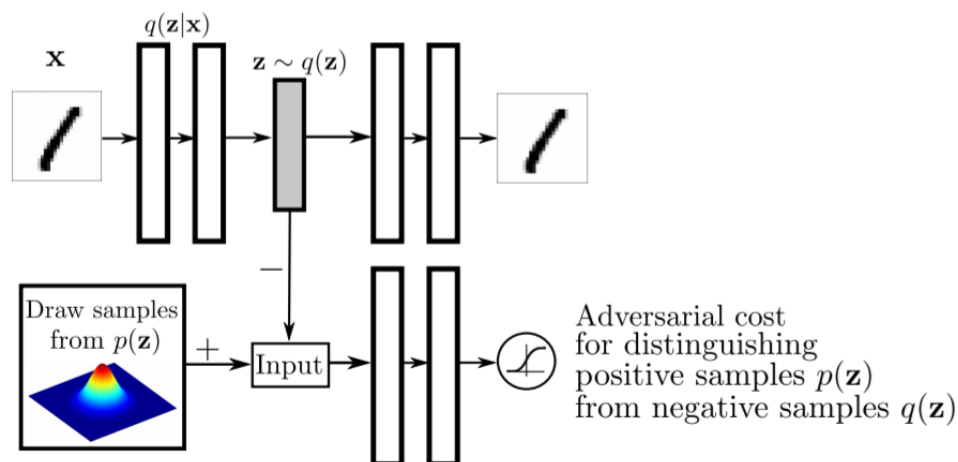 q(z|x)
x
z ∼ q(z)
−
Draw samples
from p(z)
+
Input
Adversarial cost
for distinguishing
positive samples p(z)
from negative samples q(z)